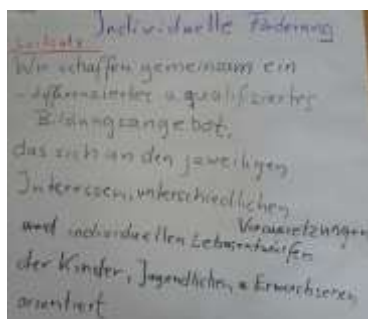 Individuelle Förderung
Leitsatz:
Wir schaffen gemeinsam ein
differenziertes u qualifiziertes
Bildungsangebot,
das sich an den jeweiligen
Interessen, unterschiedlichen
Voraussetzungen
und individuellen Lebensentwürfen
der Kinder, Jugendlichen, u Erwachsenen
orientiert